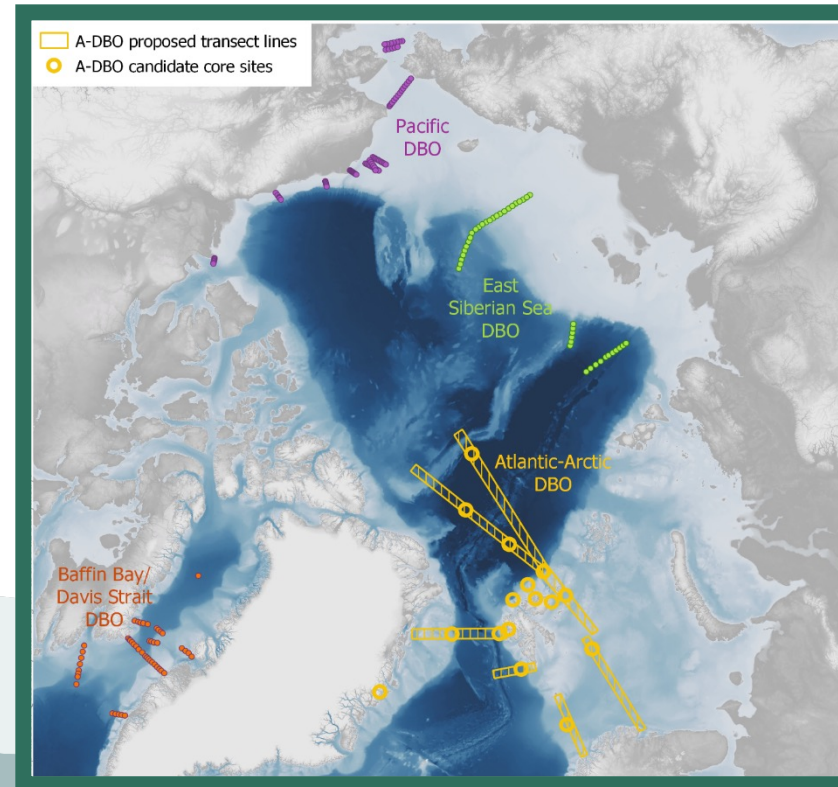 A-DBO proposed transect lines
A-DBO candidate core sites
Pacific
DBO
East
Siberian Sea
DBO
Atlantic-Arctic
DBO
Baffin Bay/
Davis Strait
DBO